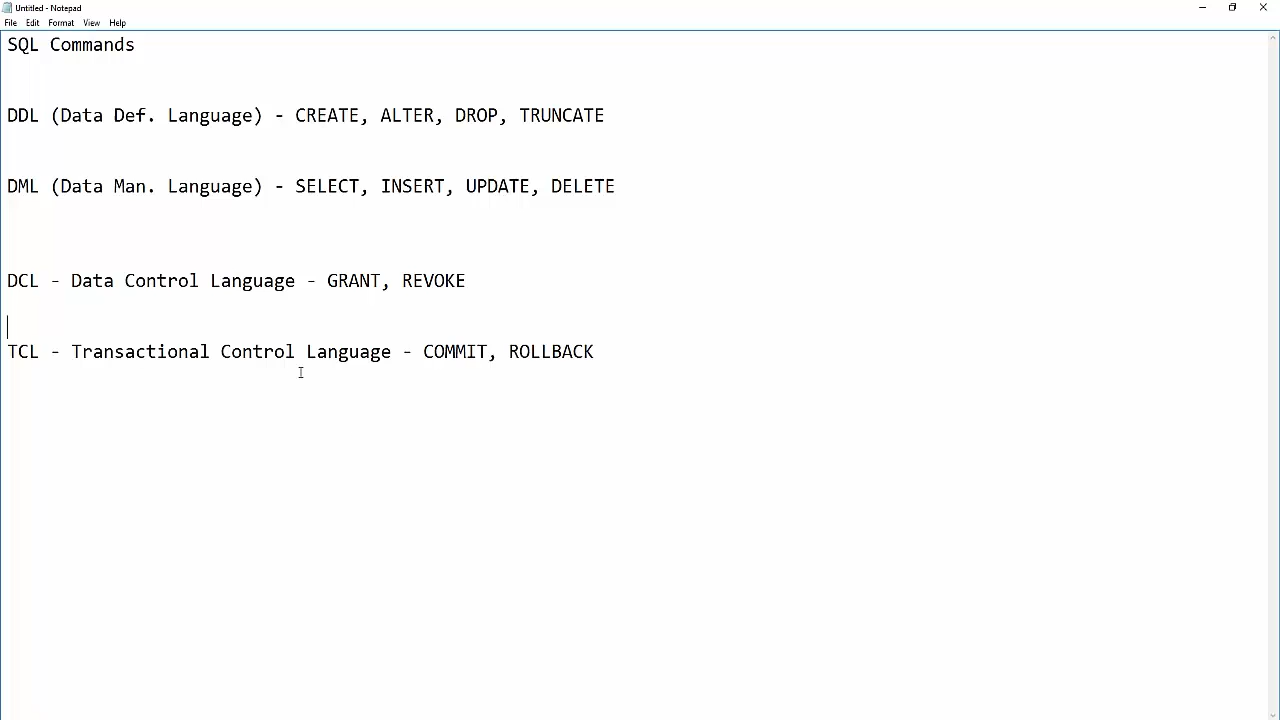 Untitled - Notepad
File Edit Format View Help
SQL Commands
DDL (Data Def. Language) - CREATE, ALTER, DROP, TRUNCATE
DML (Data Man. Language) - SELECT, INSERT, UPDATE, DELETE
DCL - Data Control Language - GRANT, REVOKE
TCL - Transactional Control Language - COMMIT, ROLLBACK